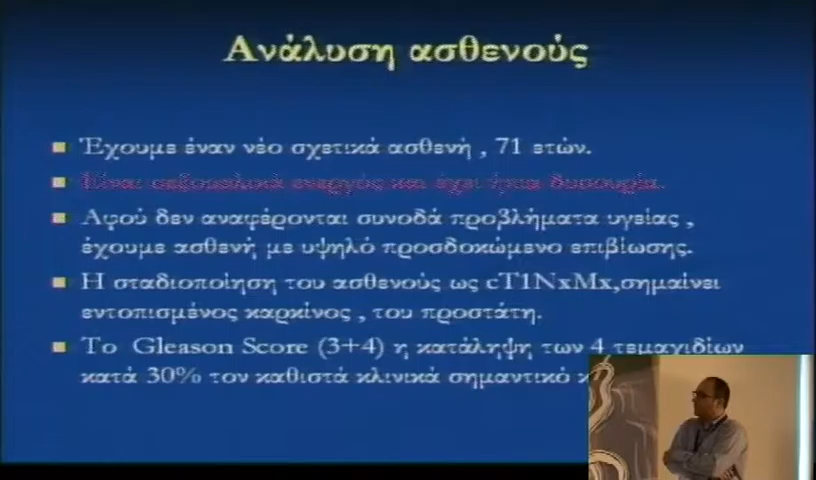 Ανάλυση ασθενούς
Έχουμε έναν νέο σχετικά ασθενή , 71 ετών.
Είναι σεξουαλικά ενεργός και έχει ήπια δυσουρία.
Αφού δεν αναφέρονται συνοδά προβλήματα υγείας ,
έχουμε ασθενή με υψηλό προσδοκώμενο επιβίωσης.
Η σταδιοποίηση του ασθενούς ως cT1NxMx,σημαίνει
εντοπισμένος καρκίνος , του προστάτη.
Το Gleason Score (3+4) η κατάληψη των 4 τεμαχιδίων
κατά 30% τον καθιστά κλινικά σημαντικό